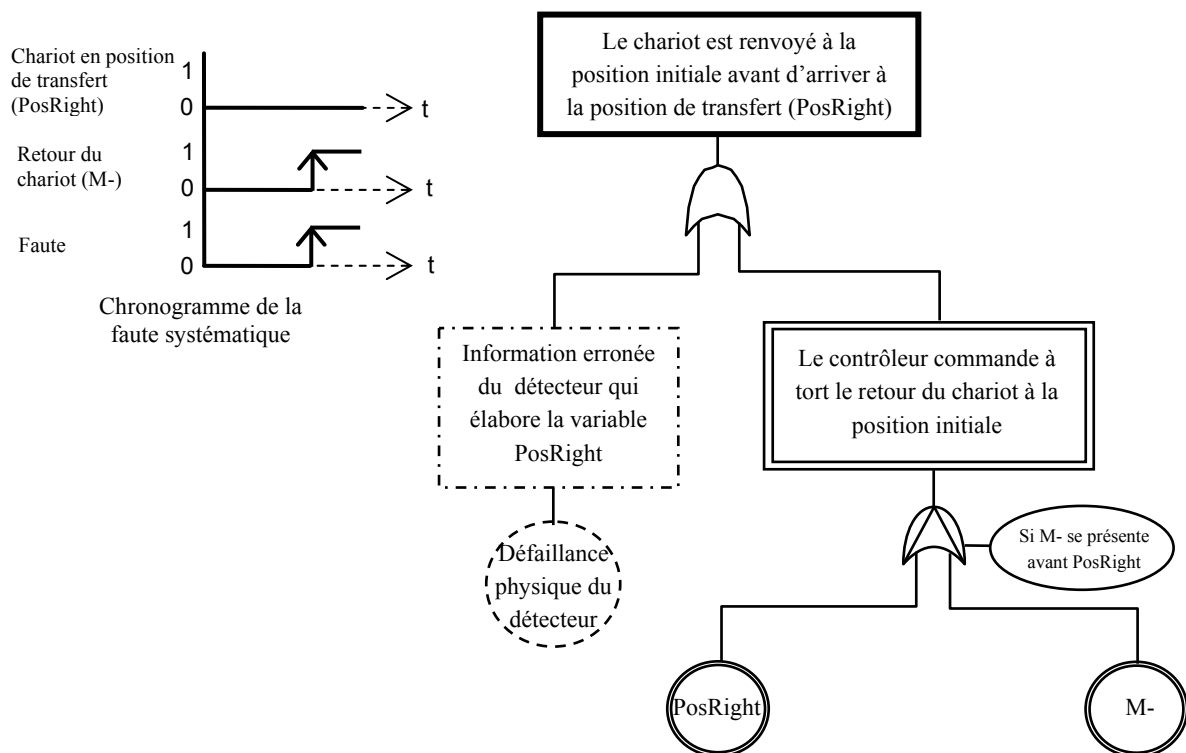 Chariot en position
de transfert
(PosRight)
1
0
t
Retour du
chariot (M-)
1
0
t
Faute
1
0
t
Chronogramme de la
faute systématique
Le chariot est renvoyé à la
position initiale avant d’arriver à
la position de transfert (PosRight)
Information erronée
du détecteur qui
élabore la variable
PosRight
Le contrôleur commande à
tort le retour du chariot à la
position initiale
Défaillance
physique du
détecteur
Si M- se présente
avant PosRight
PosRight
M-